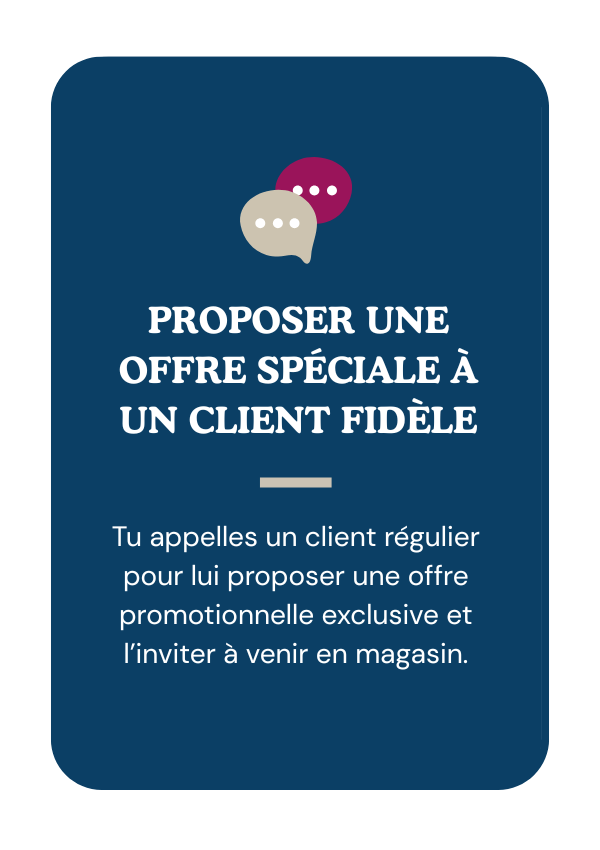 PROPOSER UNE
OFFRE SPÉCIALE À
UN CLIENT FIDÈLE
Tu appelles un client régulier
pour lui proposer une offre
promotionnelle exclusive et
l’inviter à venir en magasin.